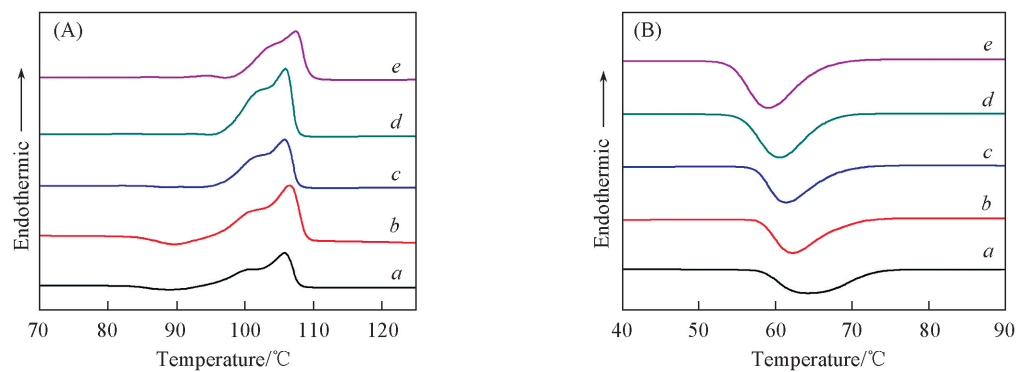 (A)
e
d
c
b
a
Endothermic
70 80 90 100 110 120
Temperature/℃
(B)
e
d
c
b
a
Endothermic
40 50 60 70 80 90
Temperature/℃